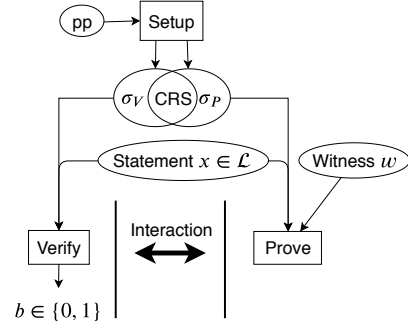 pp
Setup
σ_V CRS σ_P
Statement x ∈ 𝓛
Witness w
Interaction
Verify
Prove
b ∈ {0, 1}